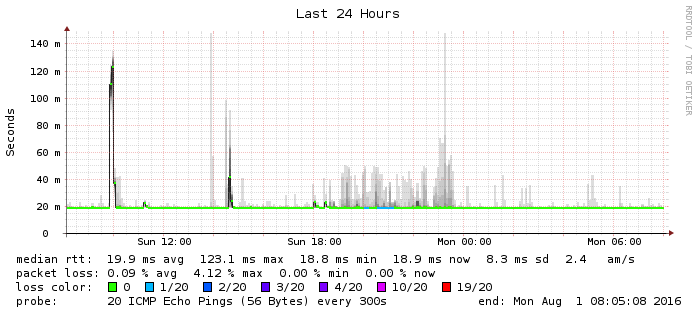 Last 24 Hours
RRDTOOL / TOBI OETIKER
Seconds
140 m
120 m
100 m
80 m
60 m
40 m
20 m
0
Sun 12:00 Sun 18:00 Mon 00:00 Mon 06:00
median rtt: 19.9 ms avg 123.1 ms max 18.8 ms min 18.9 ms now 8.3 ms sd 2.4 am/s
packet loss: 0.09 % avg 4.12 % max 0.00 % min 0.00 % now
loss color: 0 1/20 2/20 3/20 4/20 10/20 19/20
probe: 20 ICMP Echo Pings (56 Bytes) every 300s end: Mon Aug 1 08:05:08 2016